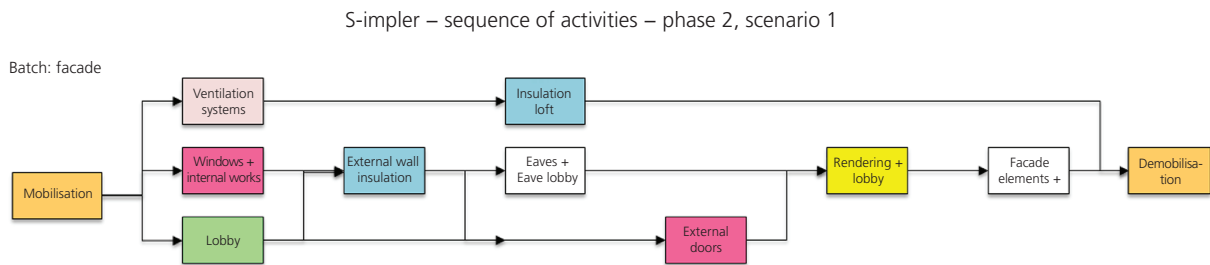 S-impler – sequence of activities – phase 2, scenario 1
Batch: facade
Ventilation
systems
Insulation
loft
Mobilisation
Windows +
internal works
External wall
insulation
Eaves +
Eave lobby
Rendering +
lobby
Facade
elements +
Demobilisa-
tion
Lobby
External
doors